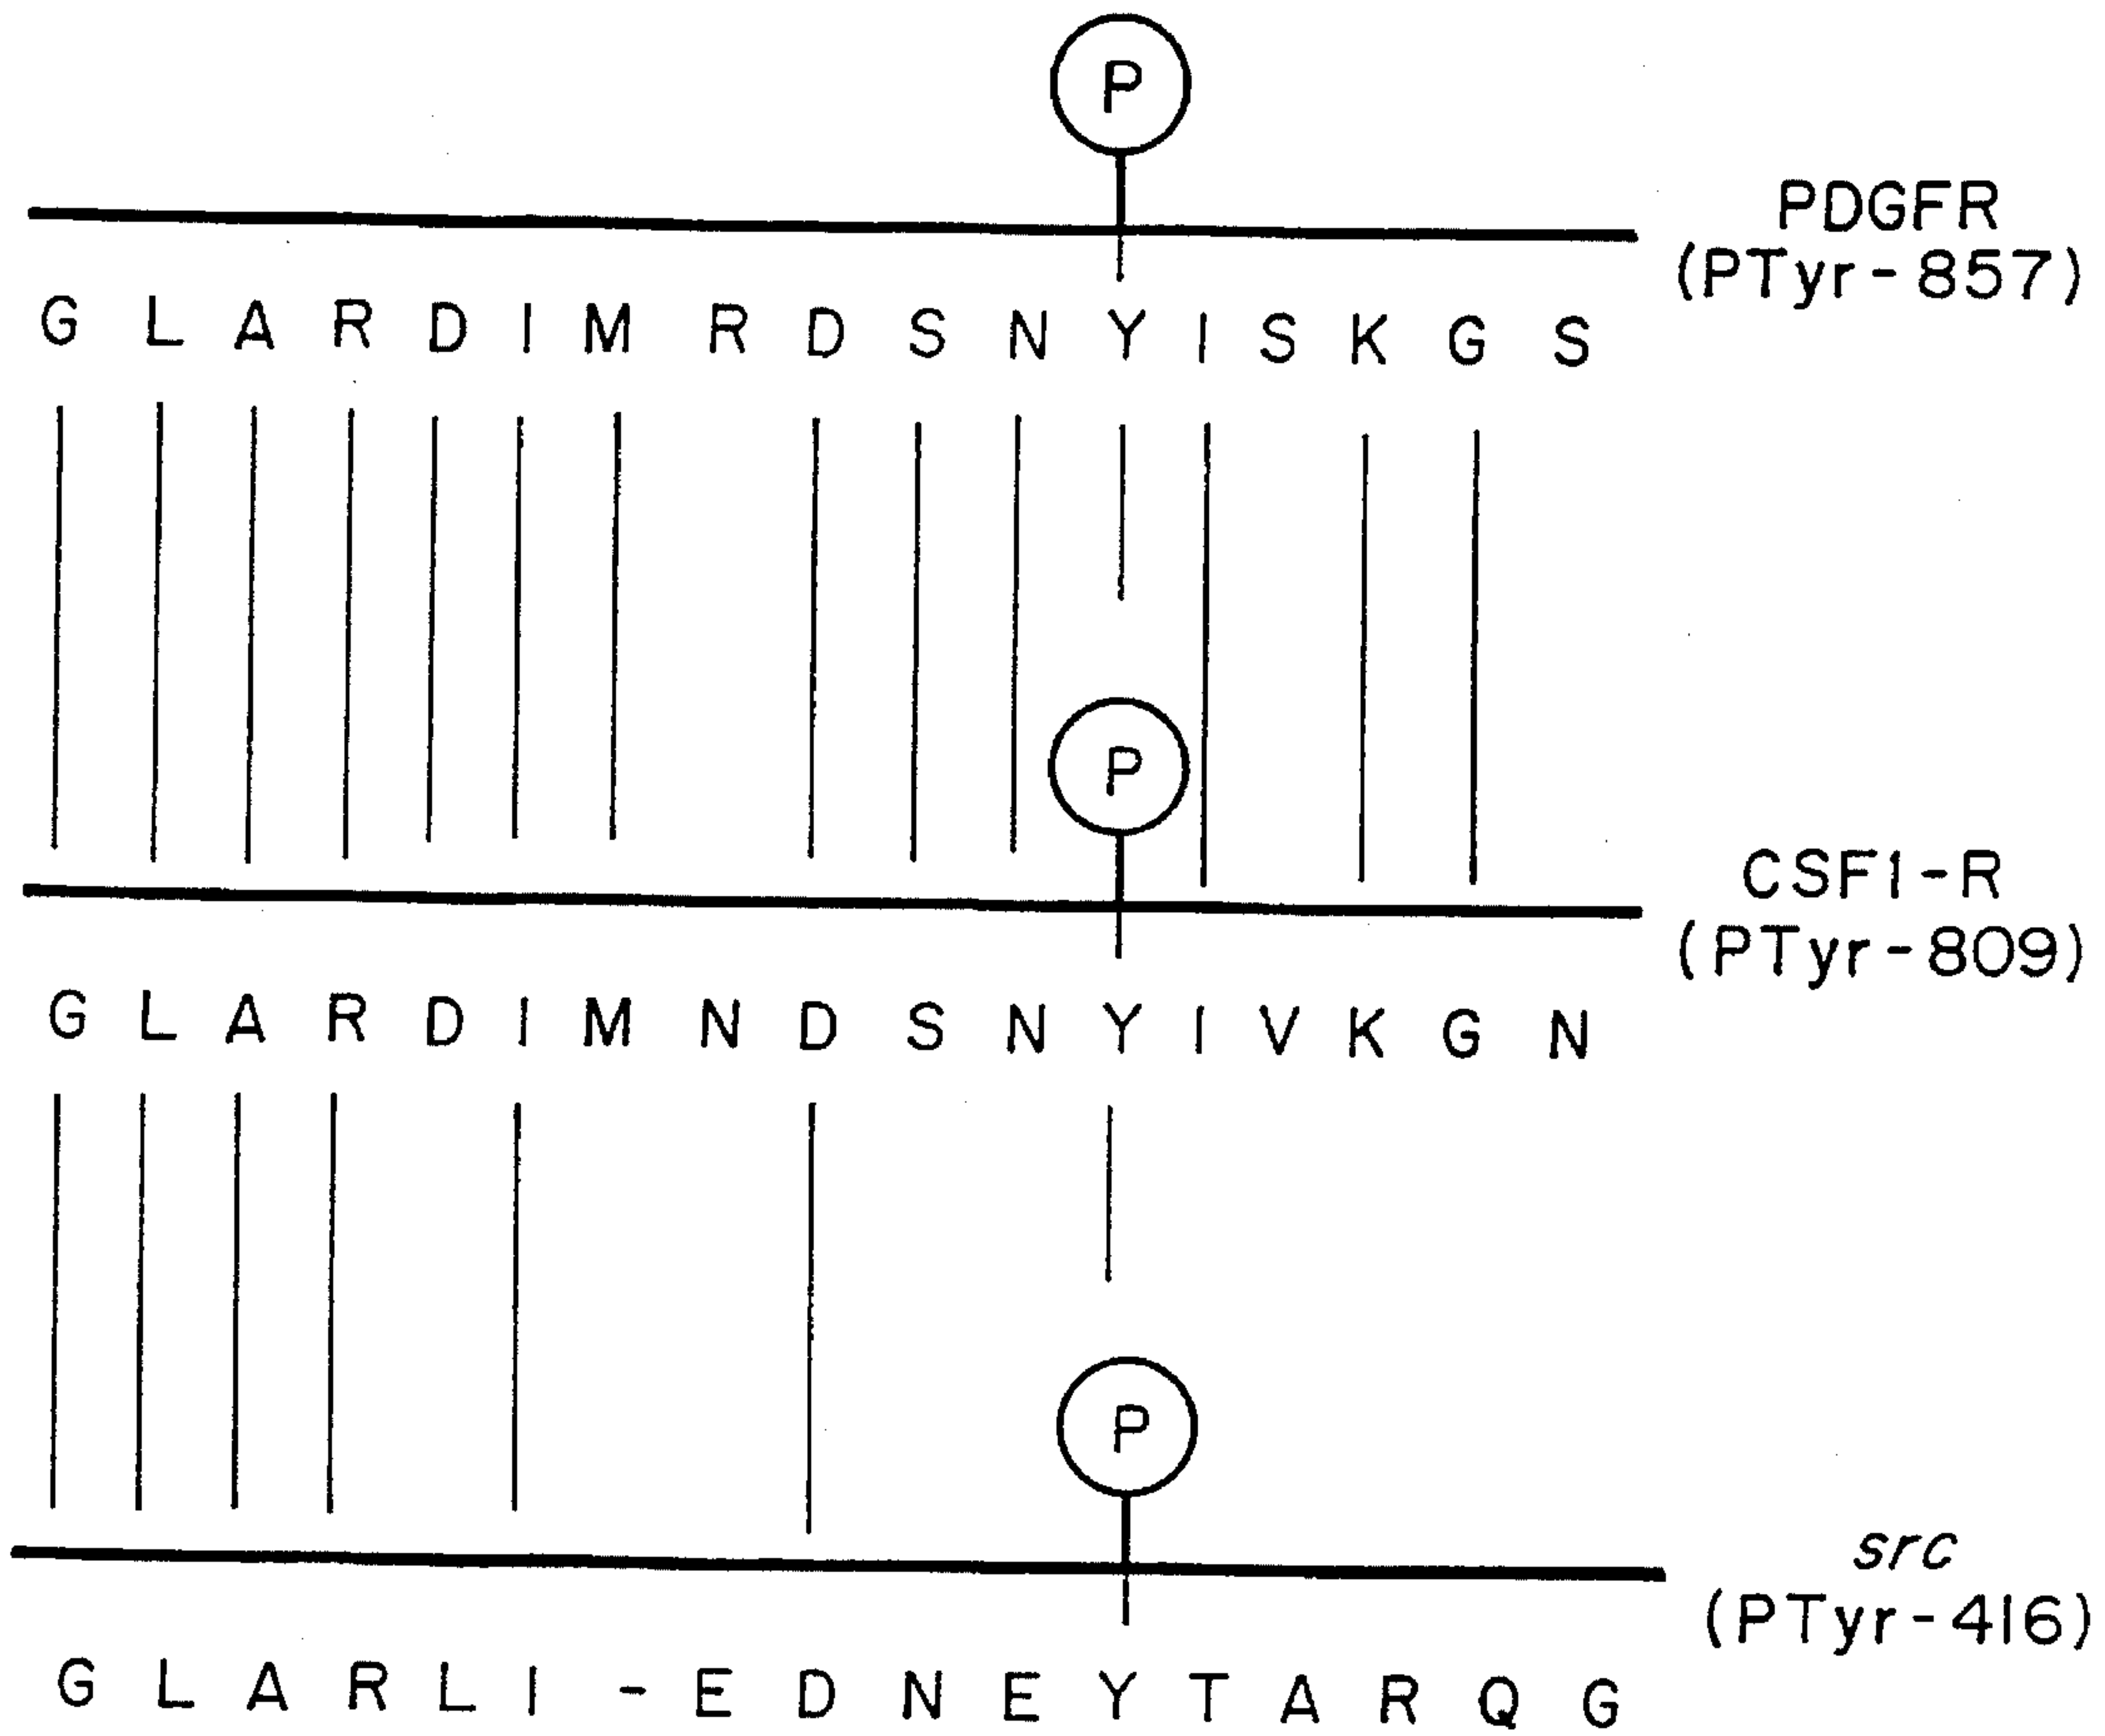 P
PDGFR
(PTyr-857)
G L A R D I M R D S N Y I S K G S
P
CSF1-R
(PTyr-809)
G L A R D I M N D S N Y I V K G N
P
src
(PTyr-416)
G L A R L I - E D N E Y T A R Q G